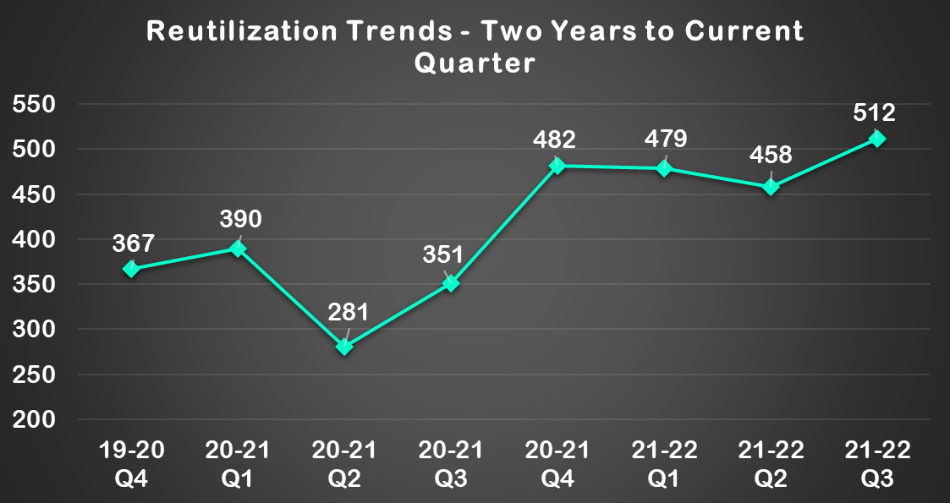 Reutilization Trends - Two Years to Current
Quarter
550
500
450
400
350
300
250
200
367
390
281
351
482
479
458
512
19-20
Q4
20-21
Q1
20-21
Q2
20-21
Q3
20-21
Q4
21-22
Q1
21-22
Q2
21-22
Q3